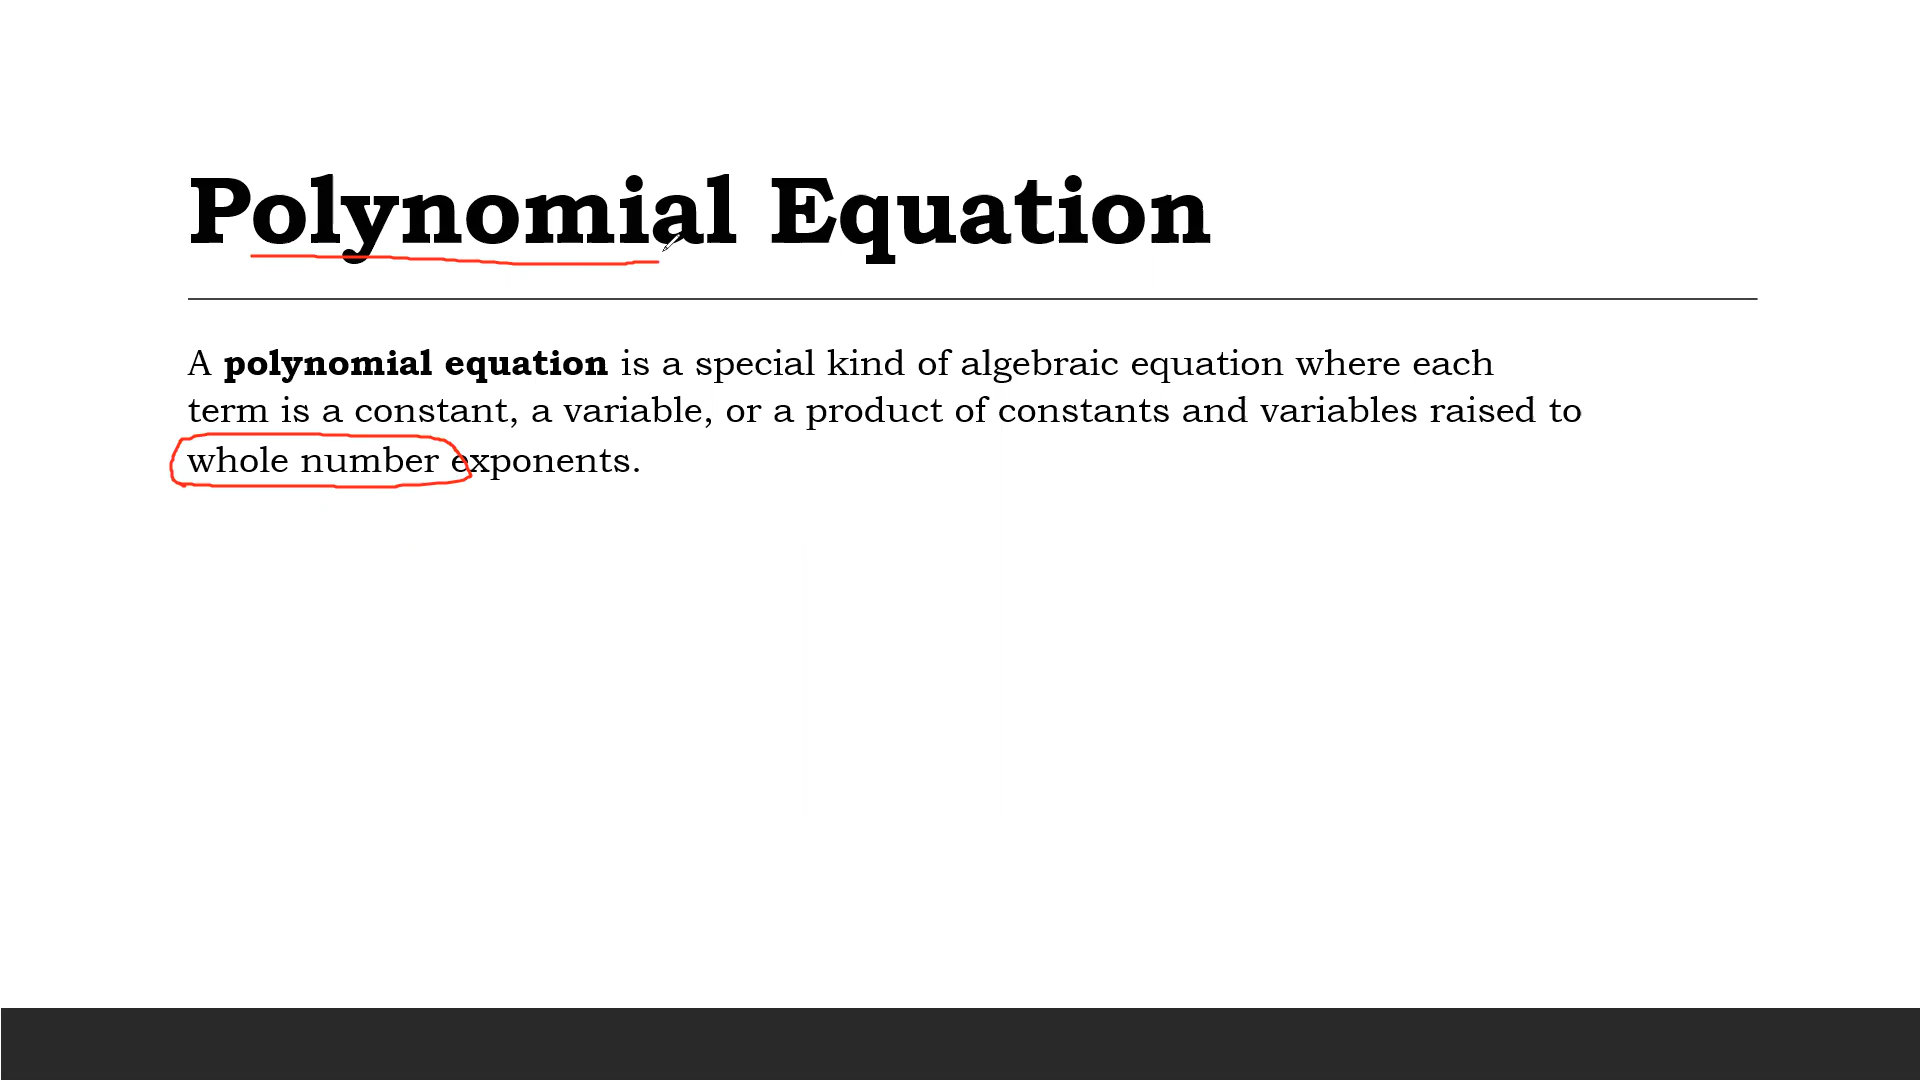 Polynomial Equation
A polynomial equation is a special kind of algebraic equation where each
term is a constant, a variable, or a product of constants and variables raised to
whole number exponents.